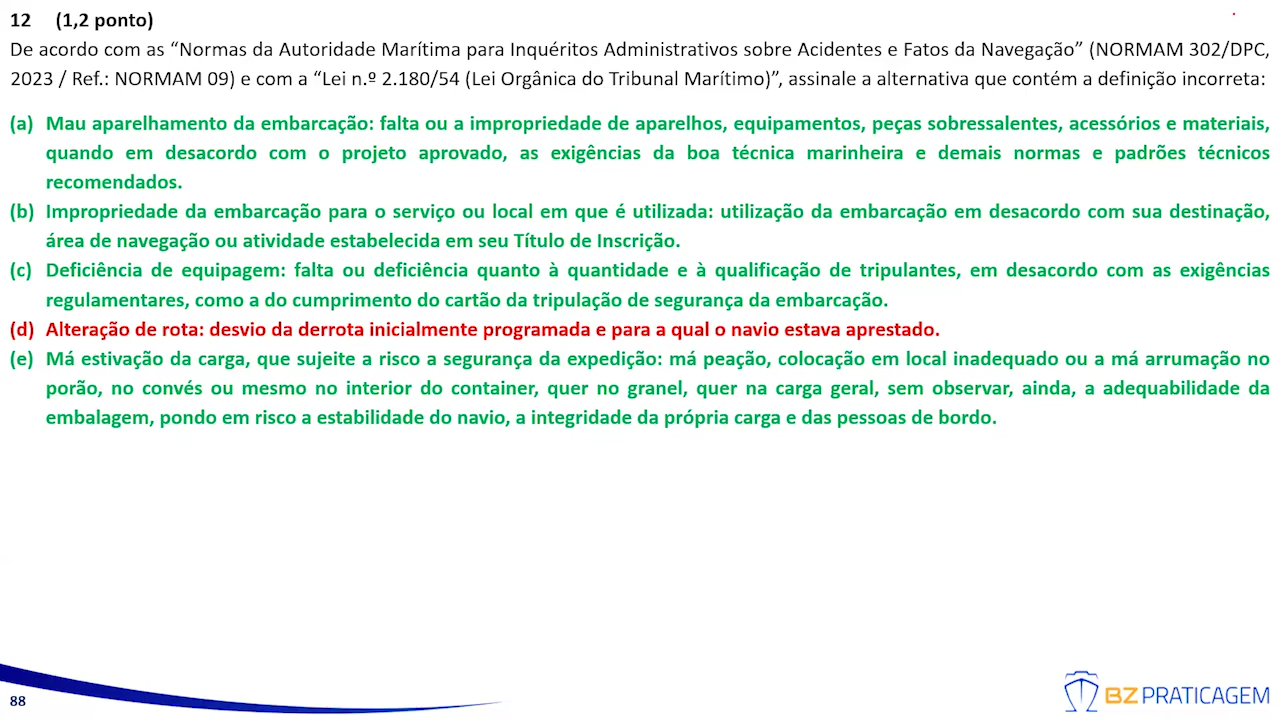 12 (1,2 ponto)
De acordo com as “Normas da Autoridade Marítima para Inquéritos Administrativos sobre Acidentes e Fatos da Navegação” (NORMAM 302/DPC,
2023 / Ref.: NORMAM 09) e com a “Lei n.º 2.180/54 (Lei Orgânica do Tribunal Marítimo)”, assinale a alternativa que contém a definição incorreta:
(a) Mau aparelhamento da embarcação: falta ou a impropriedade de aparelhos, equipamentos, peças sobressalentes, acessórios e materiais,
quando em desacordo com o projeto aprovado, as exigências da boa técnica marinheira e demais normas e padrões técnicos
recomendados.
(b) Impropriedade da embarcação para o serviço ou local em que é utilizada: utilização da embarcação em desacordo com sua destinação,
área de navegação ou atividade estabelecida em seu Título de Inscrição.
(c) Deficiência de equipagem: falta ou deficiência quanto à quantidade e à qualificação de tripulantes, em desacordo com as exigências
regulamentares, como a do cumprimento do cartão da tripulação de segurança da embarcação.
(d) Alteração de rota: desvio da derrota inicialmente programada e para a qual o navio estava aprestado.
(e) Má estivação da carga, que sujeite a risco a segurança da expedição: má peação, colocação em local inadequado ou a má arrumação no
porão, no convés ou mesmo no interior do container, quer no granel, quer na carga geral, sem observar, ainda, a adequabilidade da
embalagem, pondo em risco a estabilidade do navio, a integridade da própria carga e das pessoas de bordo.
88
BZPRATICAGEM